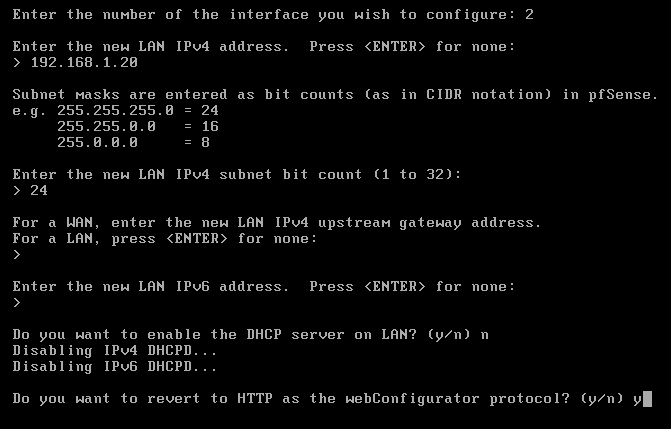 Enter the number of the interface you wish to configure: 2
Enter the new LAN IPv4 address.  Press <ENTER> for none:
> 192.168.1.20
Subnet masks are entered as bit counts (as in CIDR notation) in pfSense.
e.g. 255.255.255.0 = 24
     255.255.0.0   = 16
     255.0.0.0     = 8
Enter the new LAN IPv4 subnet bit count (1 to 32):
> 24
For a WAN, enter the new LAN IPv4 upstream gateway address.
For a LAN, press <ENTER> for none:
>
Enter the new LAN IPv6 address.  Press <ENTER> for none:
>
Do you want to enable the DHCP server on LAN? (y/n) n
Disabling IPv4 DHCPD...
Disabling IPv6 DHCPD...
Do you want to revert to HTTP as the webConfigurator protocol? (y/n) y